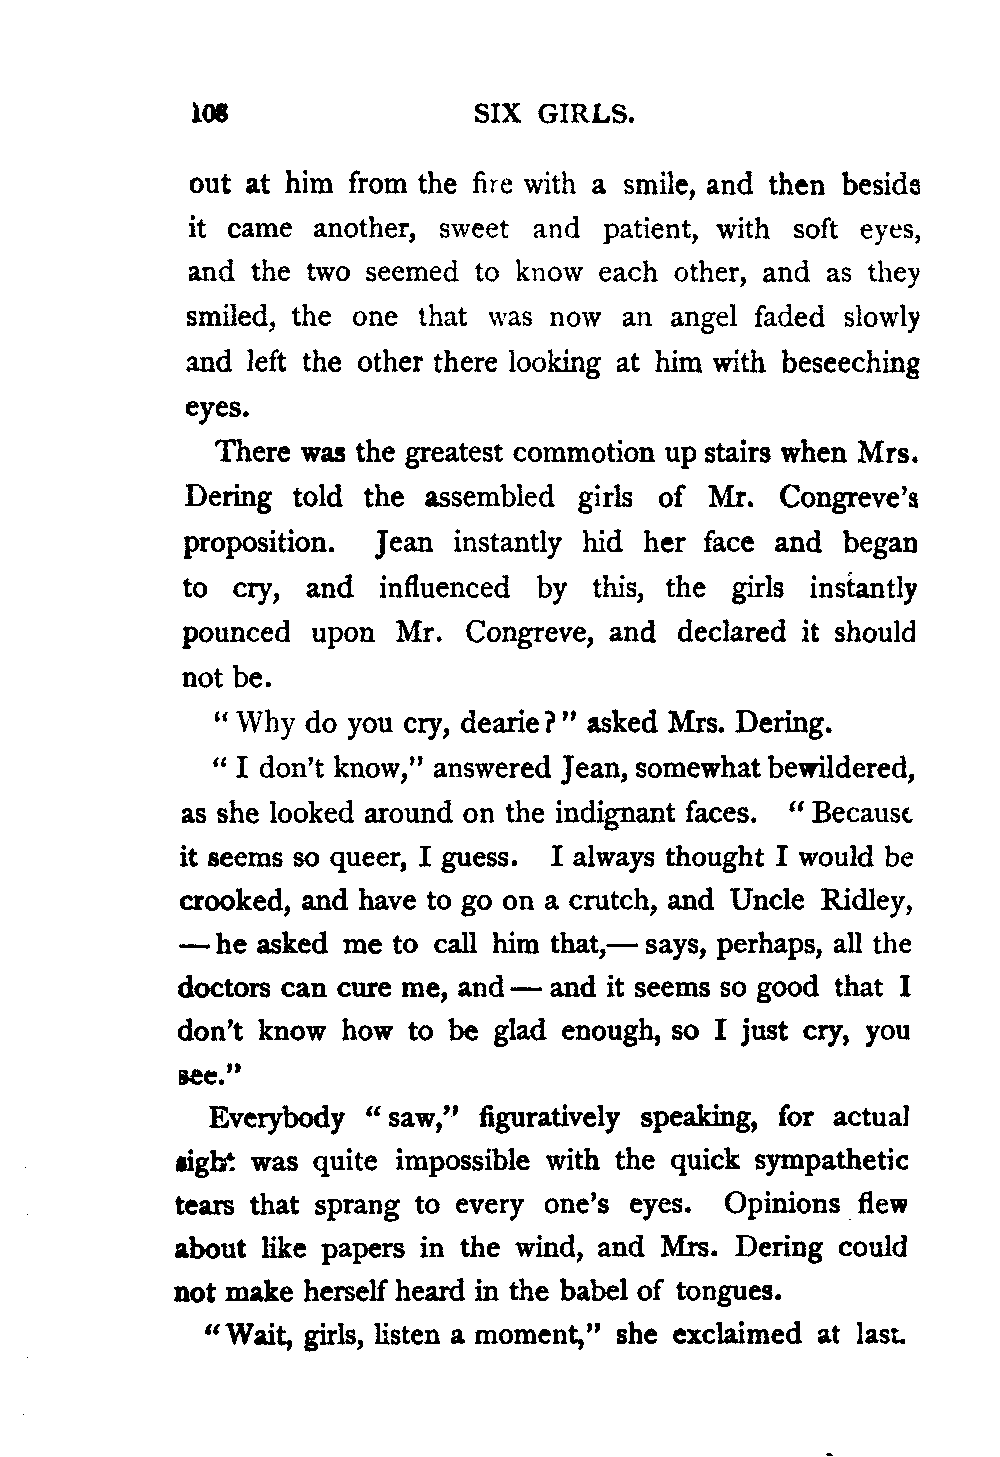 108 SIX GIRLS.
out at him from the fire with a smile, and then beside
it came another, sweet and patient, with soft eyes,
and the two seemed to know each other, and as they
smiled, the one that was now an angel faded slowly
and left the other there looking at him with beseeching
eyes.
There was the greatest commotion up stairs when Mrs.
Dering told the assembled girls of Mr. Congreve's
proposition. Jean instantly hid her face and began
to cry, and influenced by this, the girls instantly
pounced upon Mr. Congreve, and declared it should
not be.
" Why do you cry, dearie?" asked Mrs. Dering.
" I don't know," answered Jean, somewhat bewildered,
as she looked around on the indignant faces. " Because
it seems so queer, I guess. I always thought I would be
crooked, and have to go on a crutch, and Uncle Ridley,
— he asked me to call him that,— says, perhaps, all the
doctors can cure me, and — and it seems so good that I
don't know how to be glad enough, so I just cry, you
see."
Everybody " saw," figuratively speaking, for actual
sight was quite impossible with the quick sympathetic
tears that sprang to every one's eyes. Opinions flew
about like papers in the wind, and Mrs. Dering could
not make herself heard in the babel of tongues.
"Wait, girls, listen a moment," she exclaimed at last.